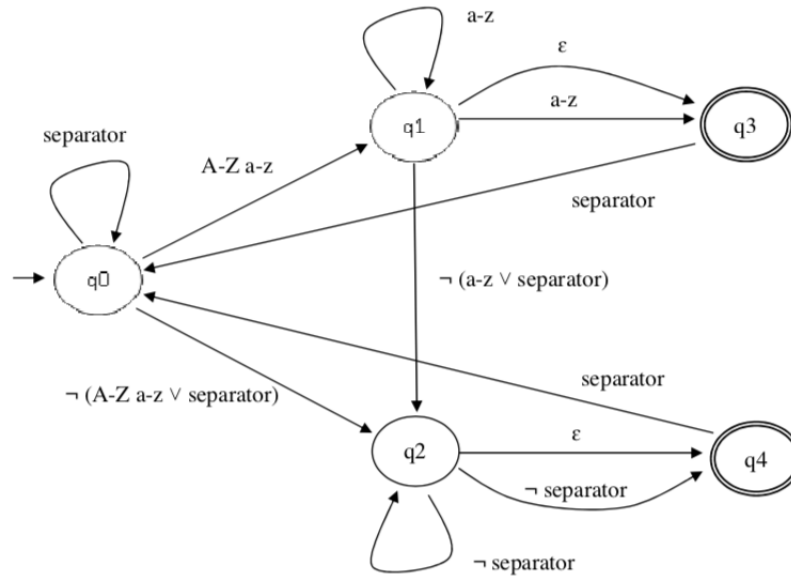 a-z
ε
a-z
q1
q3
separator
A-Z a-z
separator
q0
¬ (a-z ∨ separator)
¬ (A-Z a-z ∨ separator)
separator
ε
q2
q4
¬ separator
¬ separator